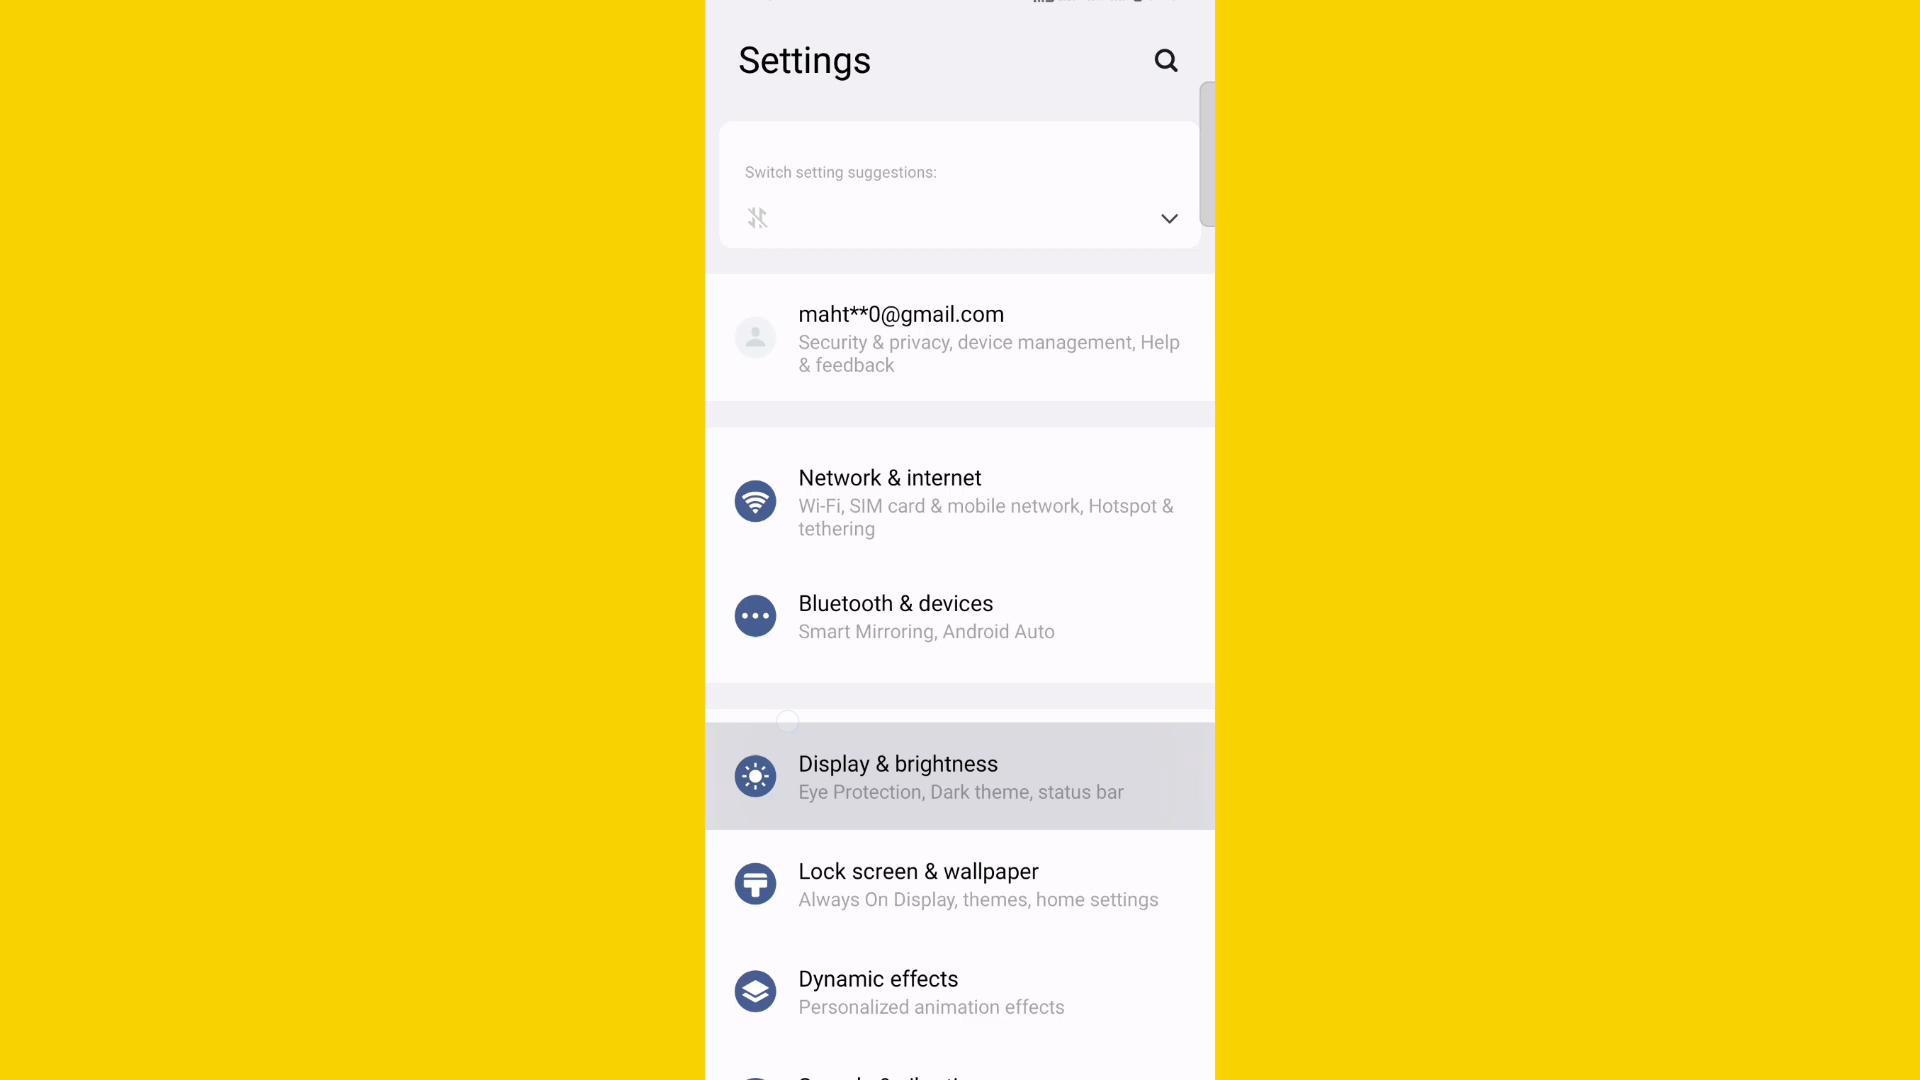 Settings
Switch setting suggestions:
maht**0@gmail.com
Security & privacy, device management, Help
& feedback
Network & internet
Wi-Fi, SIM card & mobile network, Hotspot &
tethering
Bluetooth & devices
Smart Mirroring, Android Auto
Display & brightness
Eye Protection, Dark theme, status bar
Lock screen & wallpaper
Always On Display, themes, home settings
Dynamic effects
Personalized animation effects